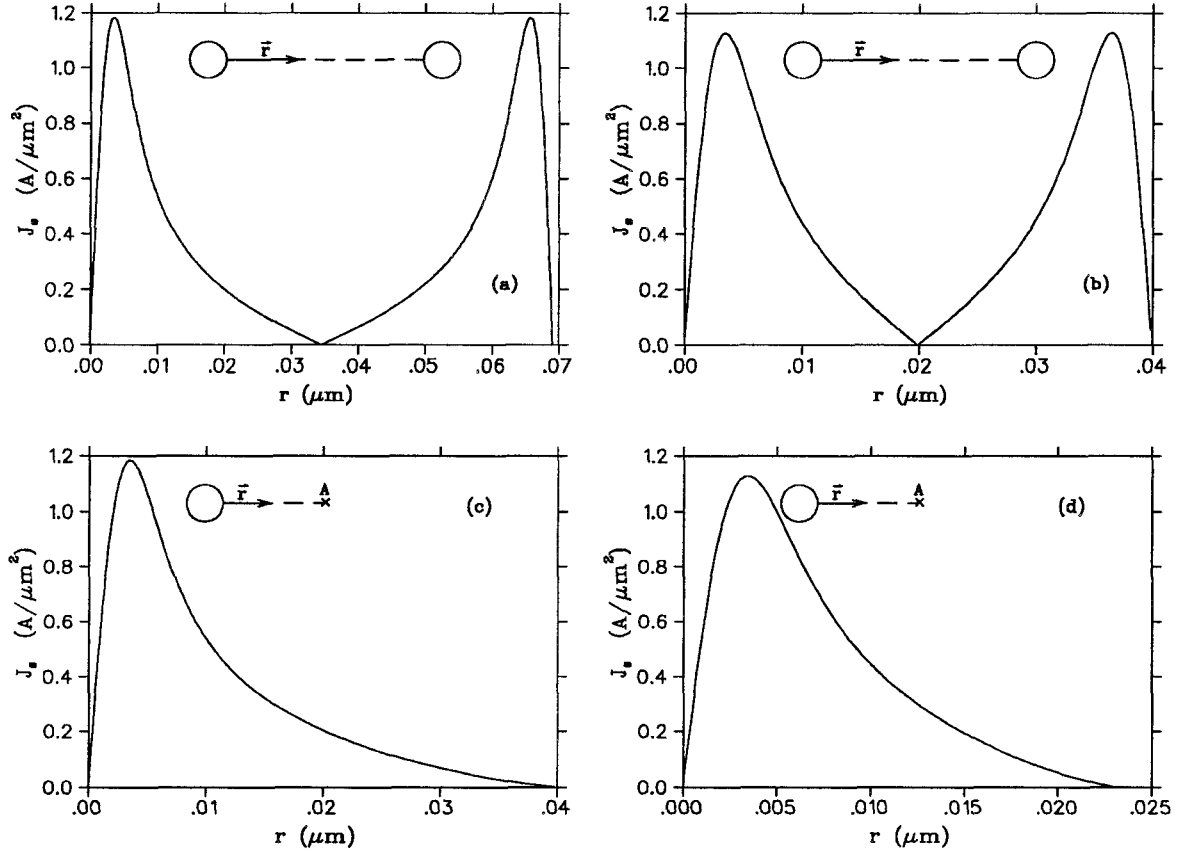 1.2
1.0
0.8
0.6
0.4
0.2
0.0
J_s (A/μm²)
r⃗
(a)
.00 .01 .02 .03 .04 .05 .06 .07
r (μm)
1.2
1.0
0.8
0.6
0.4
0.2
0.0
J_s (A/μm²)
r⃗
(b)
.00 .01 .02 .03 .04
r (μm)
1.2
1.0
0.8
0.6
0.4
0.2
0.0
J_s (A/μm²)
r⃗ A
×
(c)
.00 .01 .02 .03 .04
r (μm)
1.2
1.0
0.8
0.6
0.4
0.2
0.0
J_s (A/μm²)
r⃗ A
×
(d)
.000 .005 .010 .015 .020 .025
r (μm)